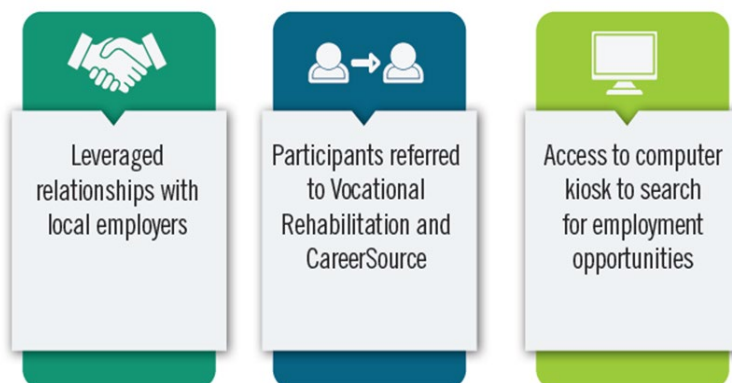 Leveraged
relationships with
local employers
Participants referred
to Vocational
Rehabilitation and
CareerSource
Access to computer
kiosk to search
for employment
opportunities